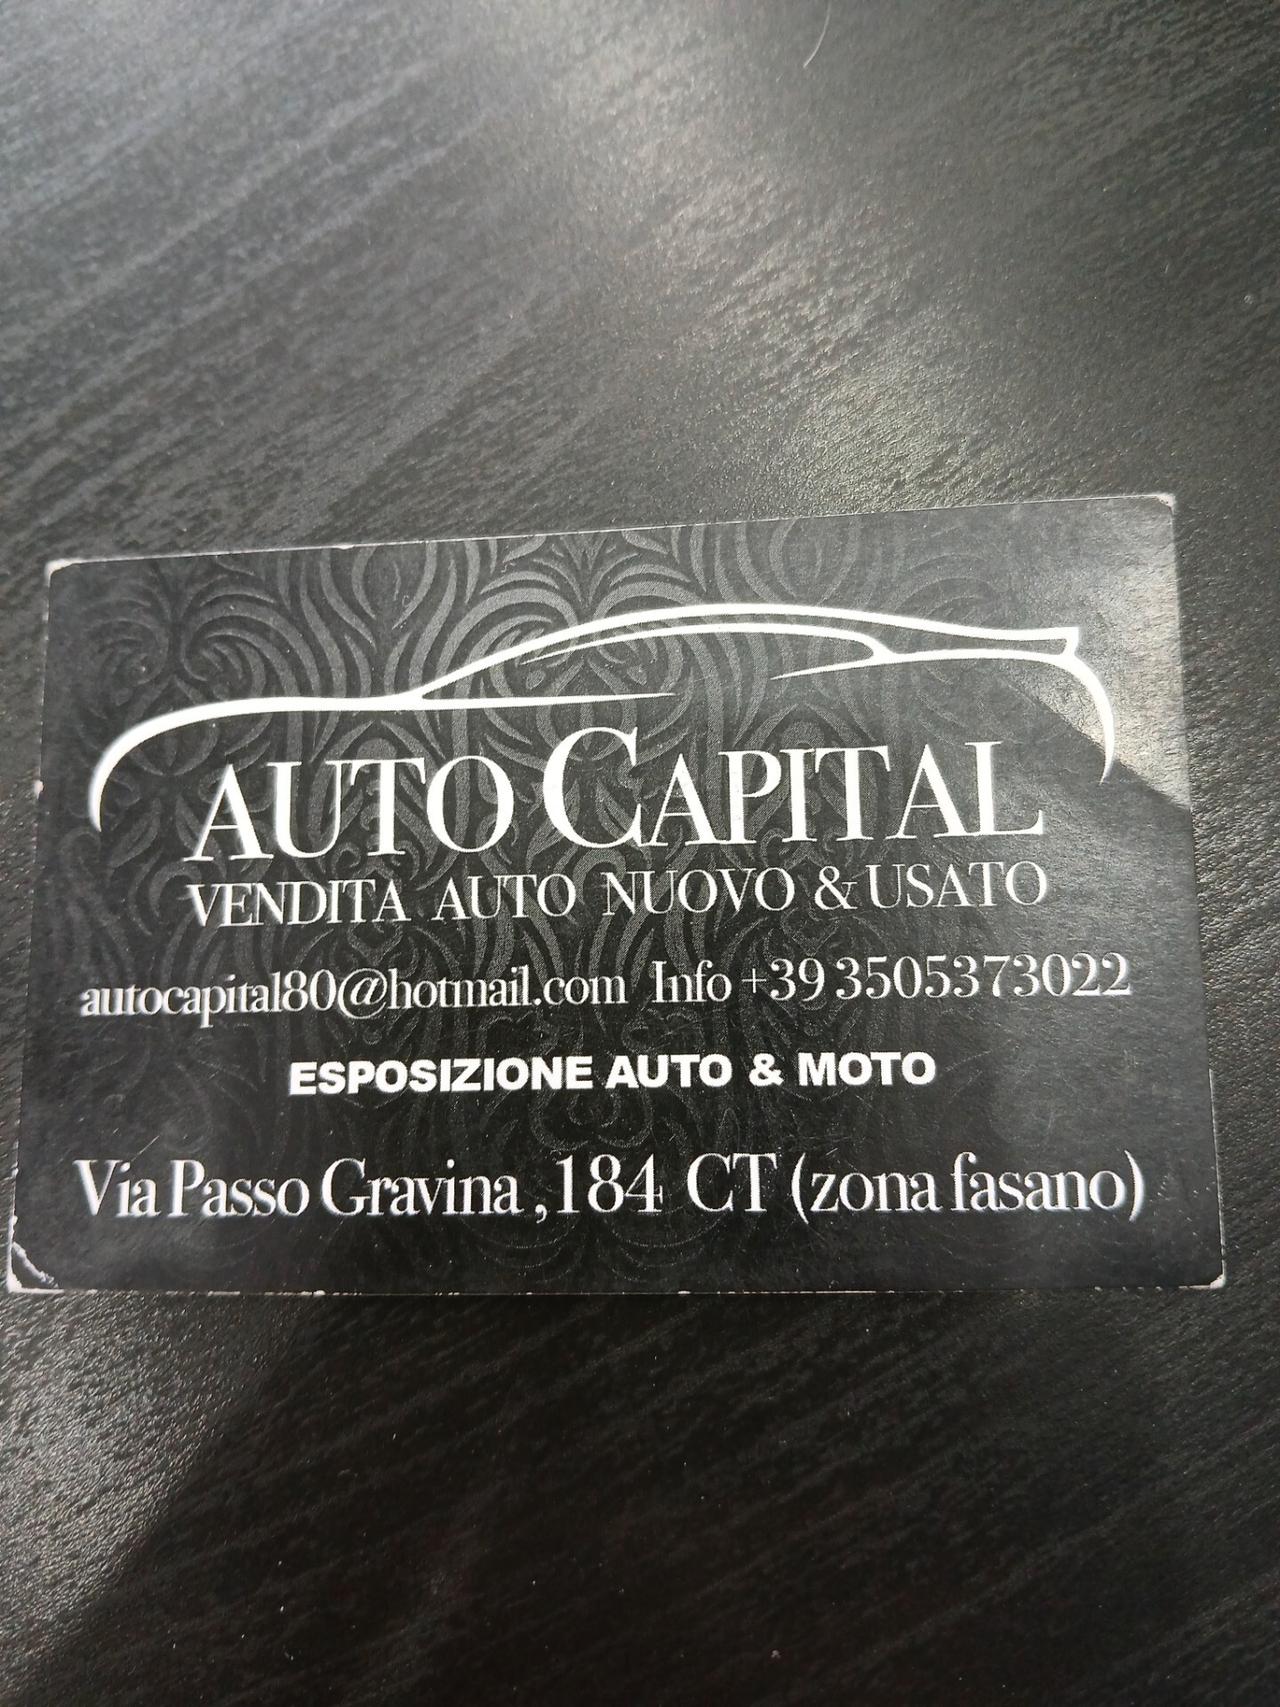 AUTO CAPITAL
VENDITA AUTO NUOVO & USATO
autocapital80@hotmail.com Info +39 3505373022
ESPOSIZIONE AUTO & MOTO
Via Passo Gravina ,184 CT (zona fasano)